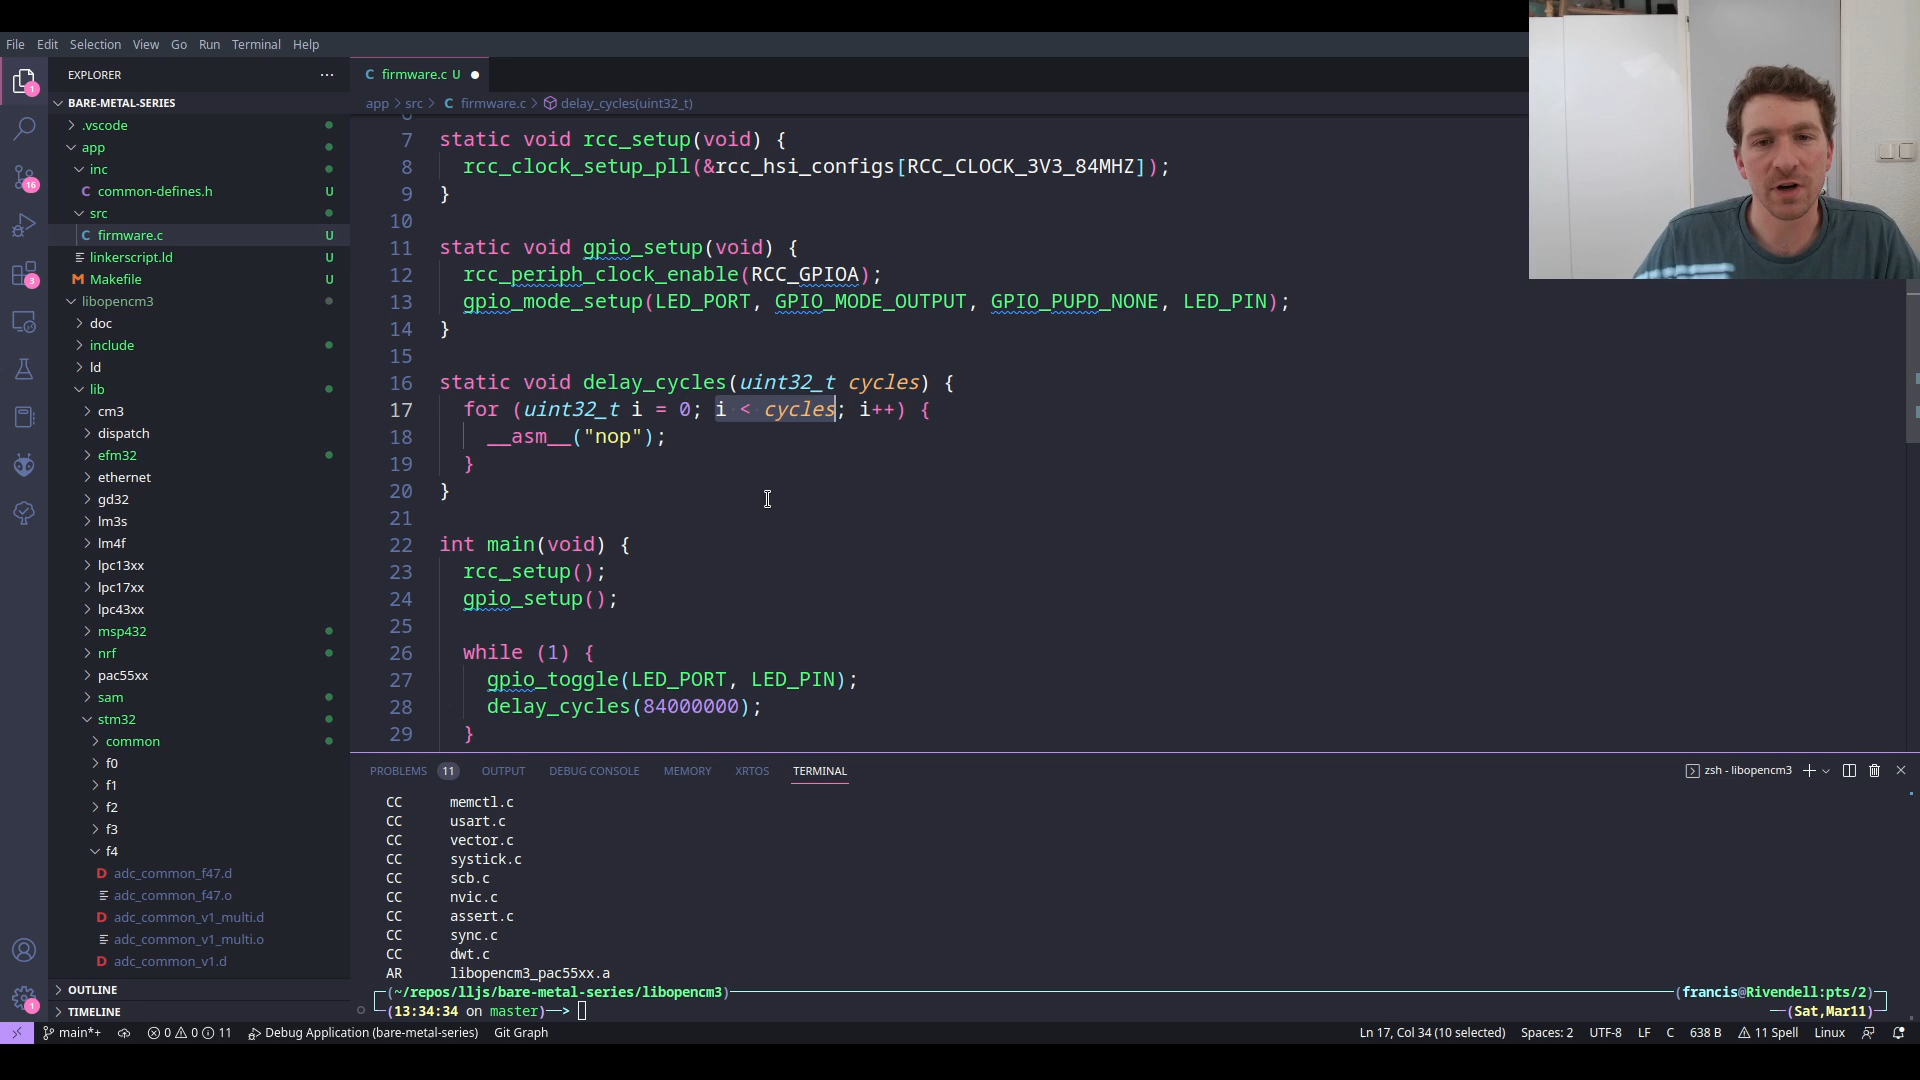 File Edit Selection View Go Run Terminal Help
EXPLORER ···
BARE-METAL-SERIES
.vscode
app
inc
C common-defines.h U
src
C firmware.c U
linkerscript.ld U
M Makefile U
libopencm3
doc
include
ld
lib
cm3
dispatch
efm32
ethernet
gd32
lm3s
lm4f
lpc13xx
lpc17xx
lpc43xx
msp432
nrf
pac55xx
sam
stm32
common
f0
f1
f2
f3
f4
D adc_common_f47.d
adc_common_f47.o
D adc_common_v1_multi.d
adc_common_v1_multi.o
D adc_common_v1.d
OUTLINE
TIMELINE
1
16
3
1
C firmware.c U
app > src > C firmware.c > delay_cycles(uint32_t)
7 static void rcc_setup(void) {
8 rcc_clock_setup_pll(&rcc_hsi_configs[RCC_CLOCK_3V3_84MHZ]);
9 }
10
11 static void gpio_setup(void) {
12 rcc_periph_clock_enable(RCC_GPIOA);
13 gpio_mode_setup(LED_PORT, GPIO_MODE_OUTPUT, GPIO_PUPD_NONE, LED_PIN);
14 }
15
16 static void delay_cycles(uint32_t cycles) {
17 for (uint32_t i = 0; i < cycles; i++) {
18 __asm__("nop");
19 }
20 }
21
22 int main(void) {
23 rcc_setup();
24 gpio_setup();
25
26 while (1) {
27 gpio_toggle(LED_PORT, LED_PIN);
28 delay_cycles(84000000);
29 }
PROBLEMS 11 OUTPUT DEBUG CONSOLE MEMORY XRTOS TERMINAL zsh - libopencm3
CC memctl.c
CC usart.c
CC vector.c
CC systick.c
CC scb.c
CC nvic.c
CC assert.c
CC sync.c
CC dwt.c
AR libopencm3_pac55xx.a
(~/repos/lljs/bare-metal-series/libopencm3) (francis@Rivendell:pts/2)
(13:34:34 on master)—> (Sat,Mar11)
main*+ 0 0 11 Debug Application (bare-metal-series) Git Graph Ln 17, Col 34 (10 selected) Spaces: 2 UTF-8 LF C 638 B 11 Spell Linux